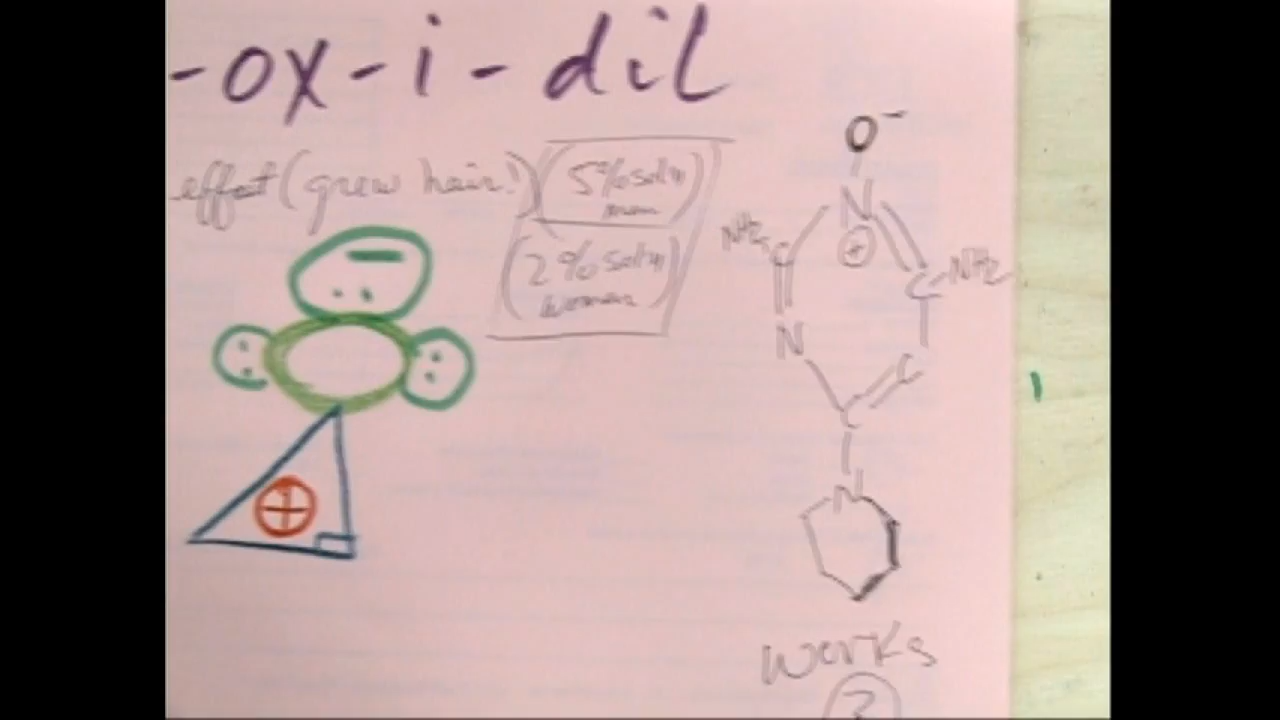 -ox-i-dil
effect (grew hair!) (5% soln
men)
(2% soln
women)
O⁻
N
⊕
NH2 C
C-NH2
N
C
C
N
works
?